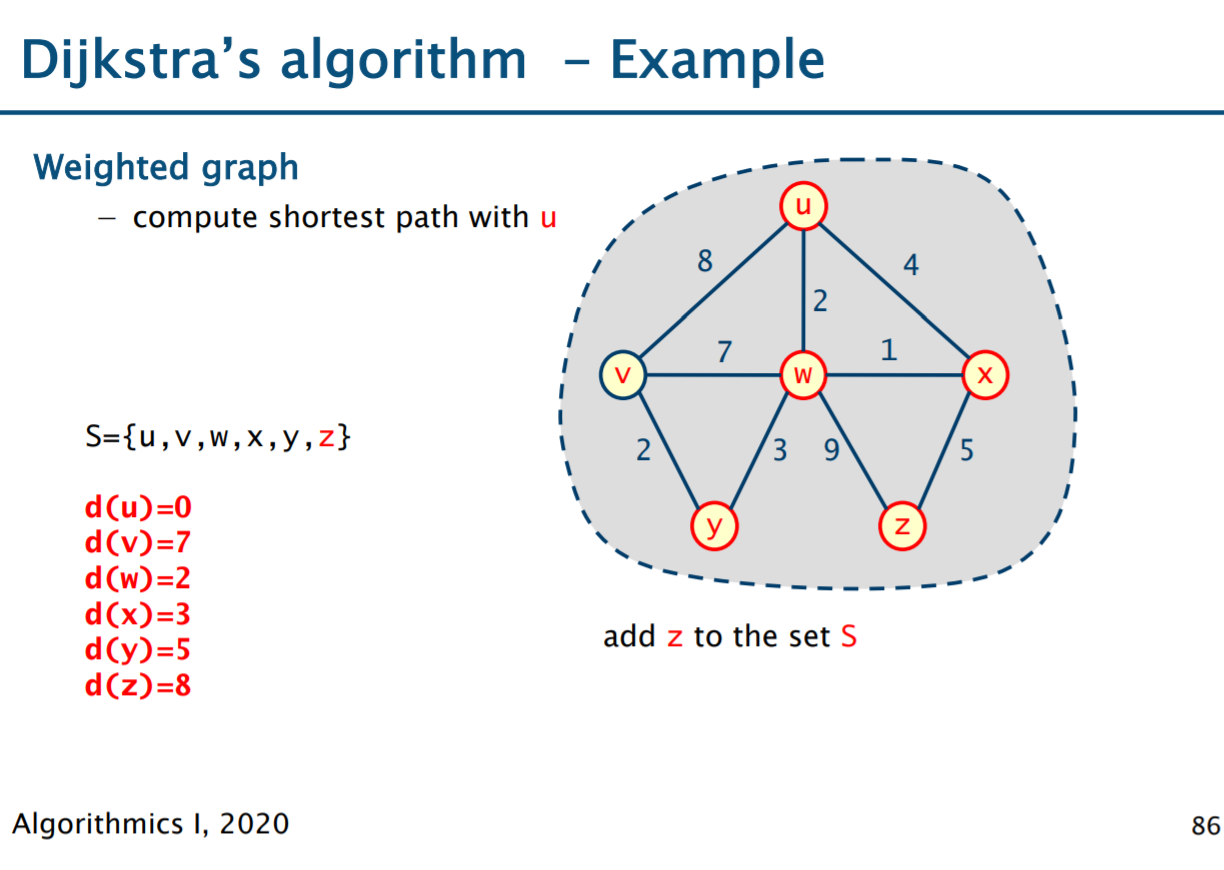 Dijkstra’s algorithm – Example
Weighted graph
– compute shortest path with u
u
8
4
2
7
1
v
w
x
S={u,v,w,x,y,z}
2
3
9
5
d(u)=0
y
z
d(v)=7
d(w)=2
d(x)=3
add z to the set S
d(y)=5
d(z)=8
Algorithmics I, 2020
86